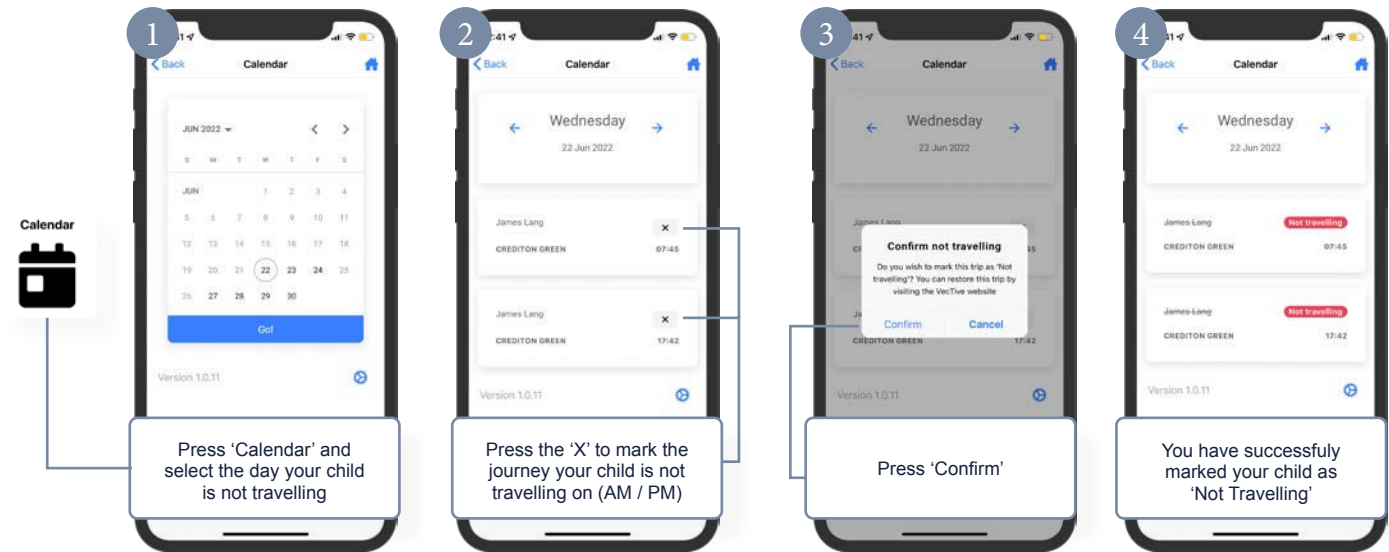 Calendar
1
:41
Back
Calendar
JUN 2022
S M T W T F S
JUN 1 2 3 4
5 6 7 8 9 10 11
12 13 14 15 16 17 18
19 20 21 22 23 24 25
26 27 28 29 30
Go!
Version 1.0.11
Press ‘Calendar’ and
select the day your child
is not travelling
2
:41
Back
Calendar
Wednesday
22 Jun 2022
James Lang
X
CREDITON GREEN 07:45
James Lang
X
CREDITON GREEN 17:42
Version 1.0.11
Press the ‘X’ to mark the
journey your child is not
travelling on (AM / PM)
3
41
Back
Calendar
Wednesday
22 Jun 2022
James Lang
Confirm not travelling
Do you wish to mark this trip as 'Not
travelling'? You can restore this trip by
visiting the VecTive website
Confirm Cancel
CREDITON GREEN 17:42
Version 1.0.11
Press ‘Confirm’
4
:41
Back
Calendar
Wednesday
22 Jun 2022
James Lang
Not travelling
CREDITON GREEN 07:45
James Lang
Not travelling
CREDITON GREEN 17:42
Version 1.0.11
You have successfuly
marked your child as
‘Not Travelling’